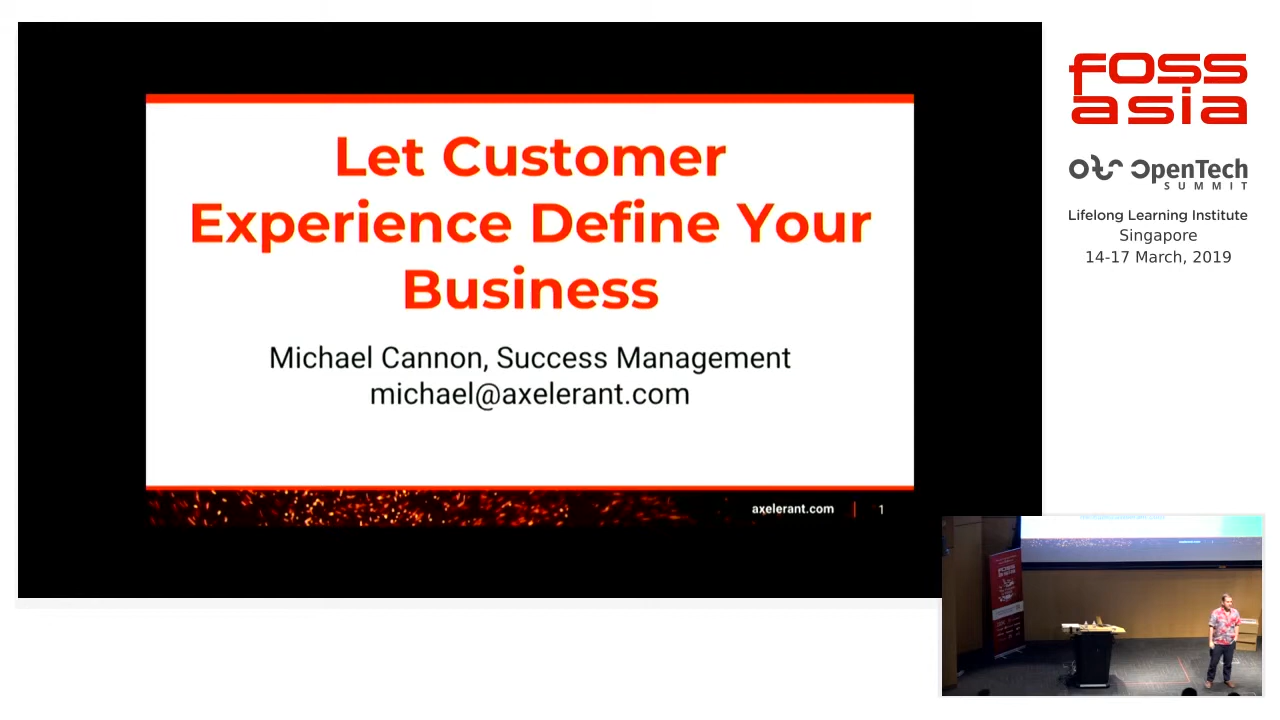 Let Customer
Experience Define Your
Business
Michael Cannon, Success Management
michael@axelerant.com
axelerant.com
1
fOSS
asia
OpenTech
SUMMIT
Lifelong Learning Institute
Singapore
14-17 March, 2019